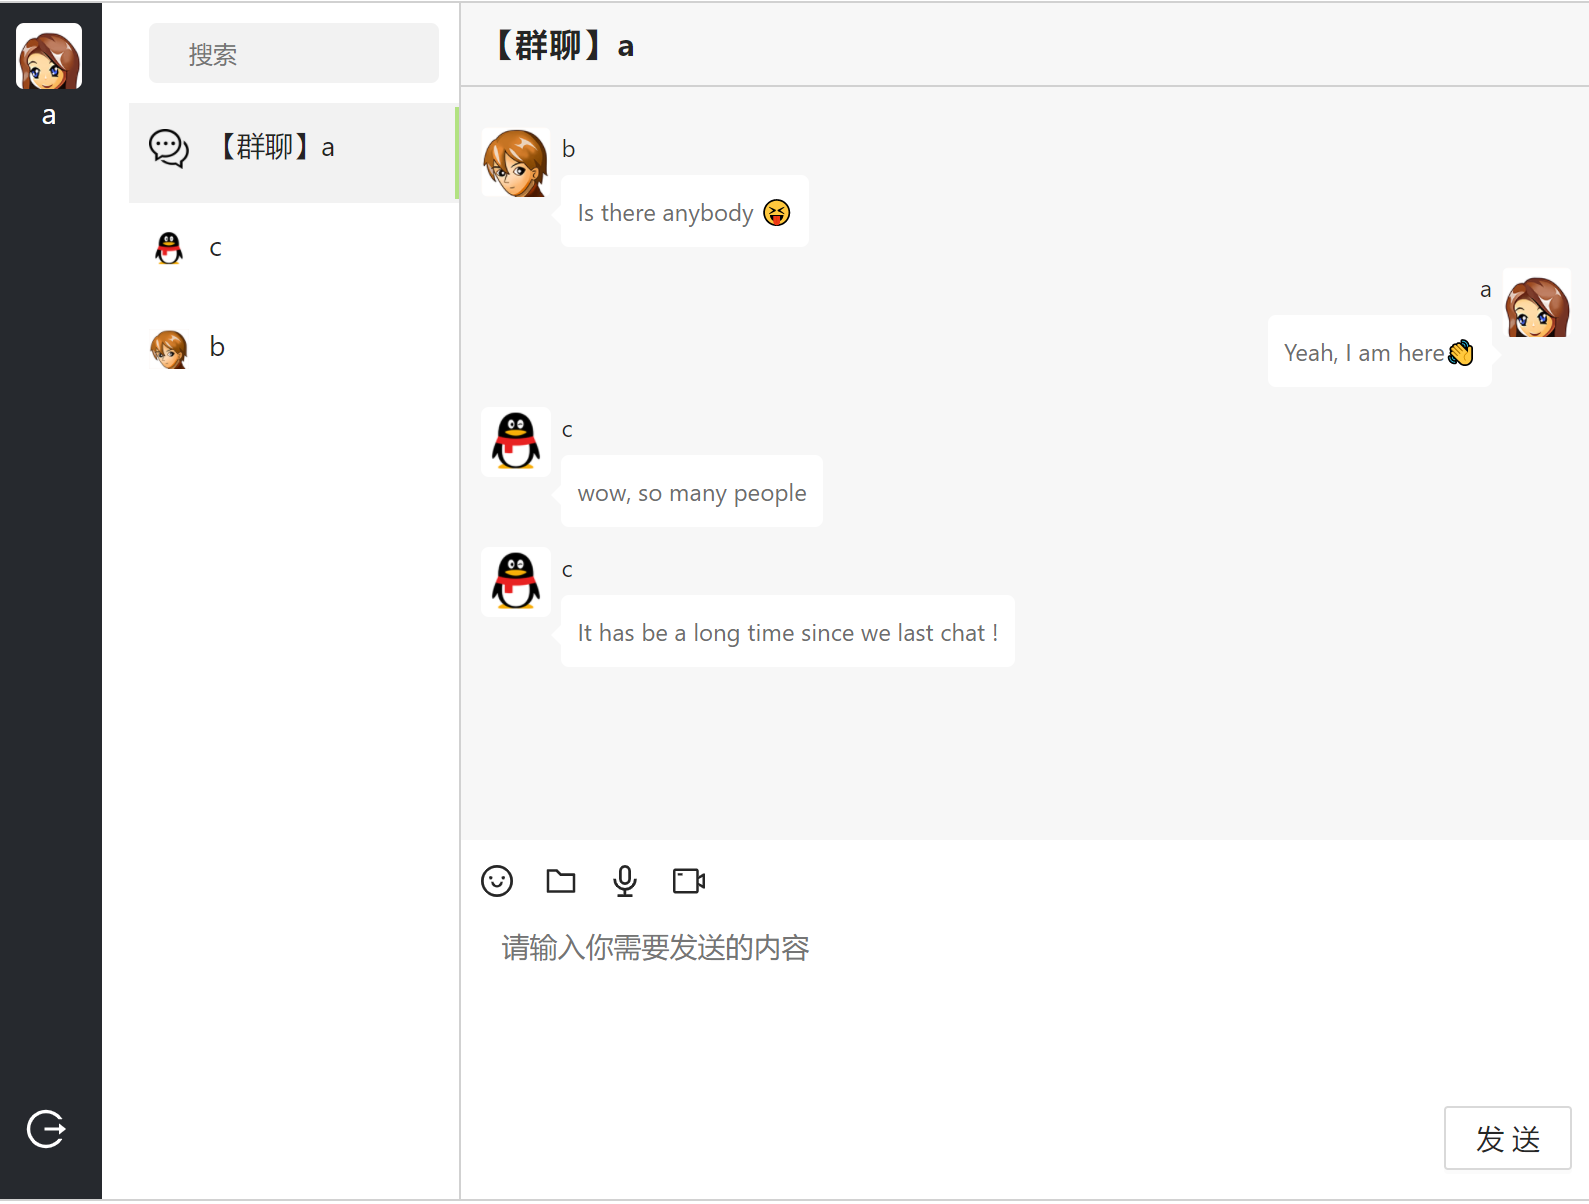 a
搜索
【群聊】a
c
b
【群聊】a
b
Is there anybody 😝
a
Yeah, I am here👏
c
wow, so many people
c
It has be a long time since we last chat !
请输入你需要发送的内容
发 送